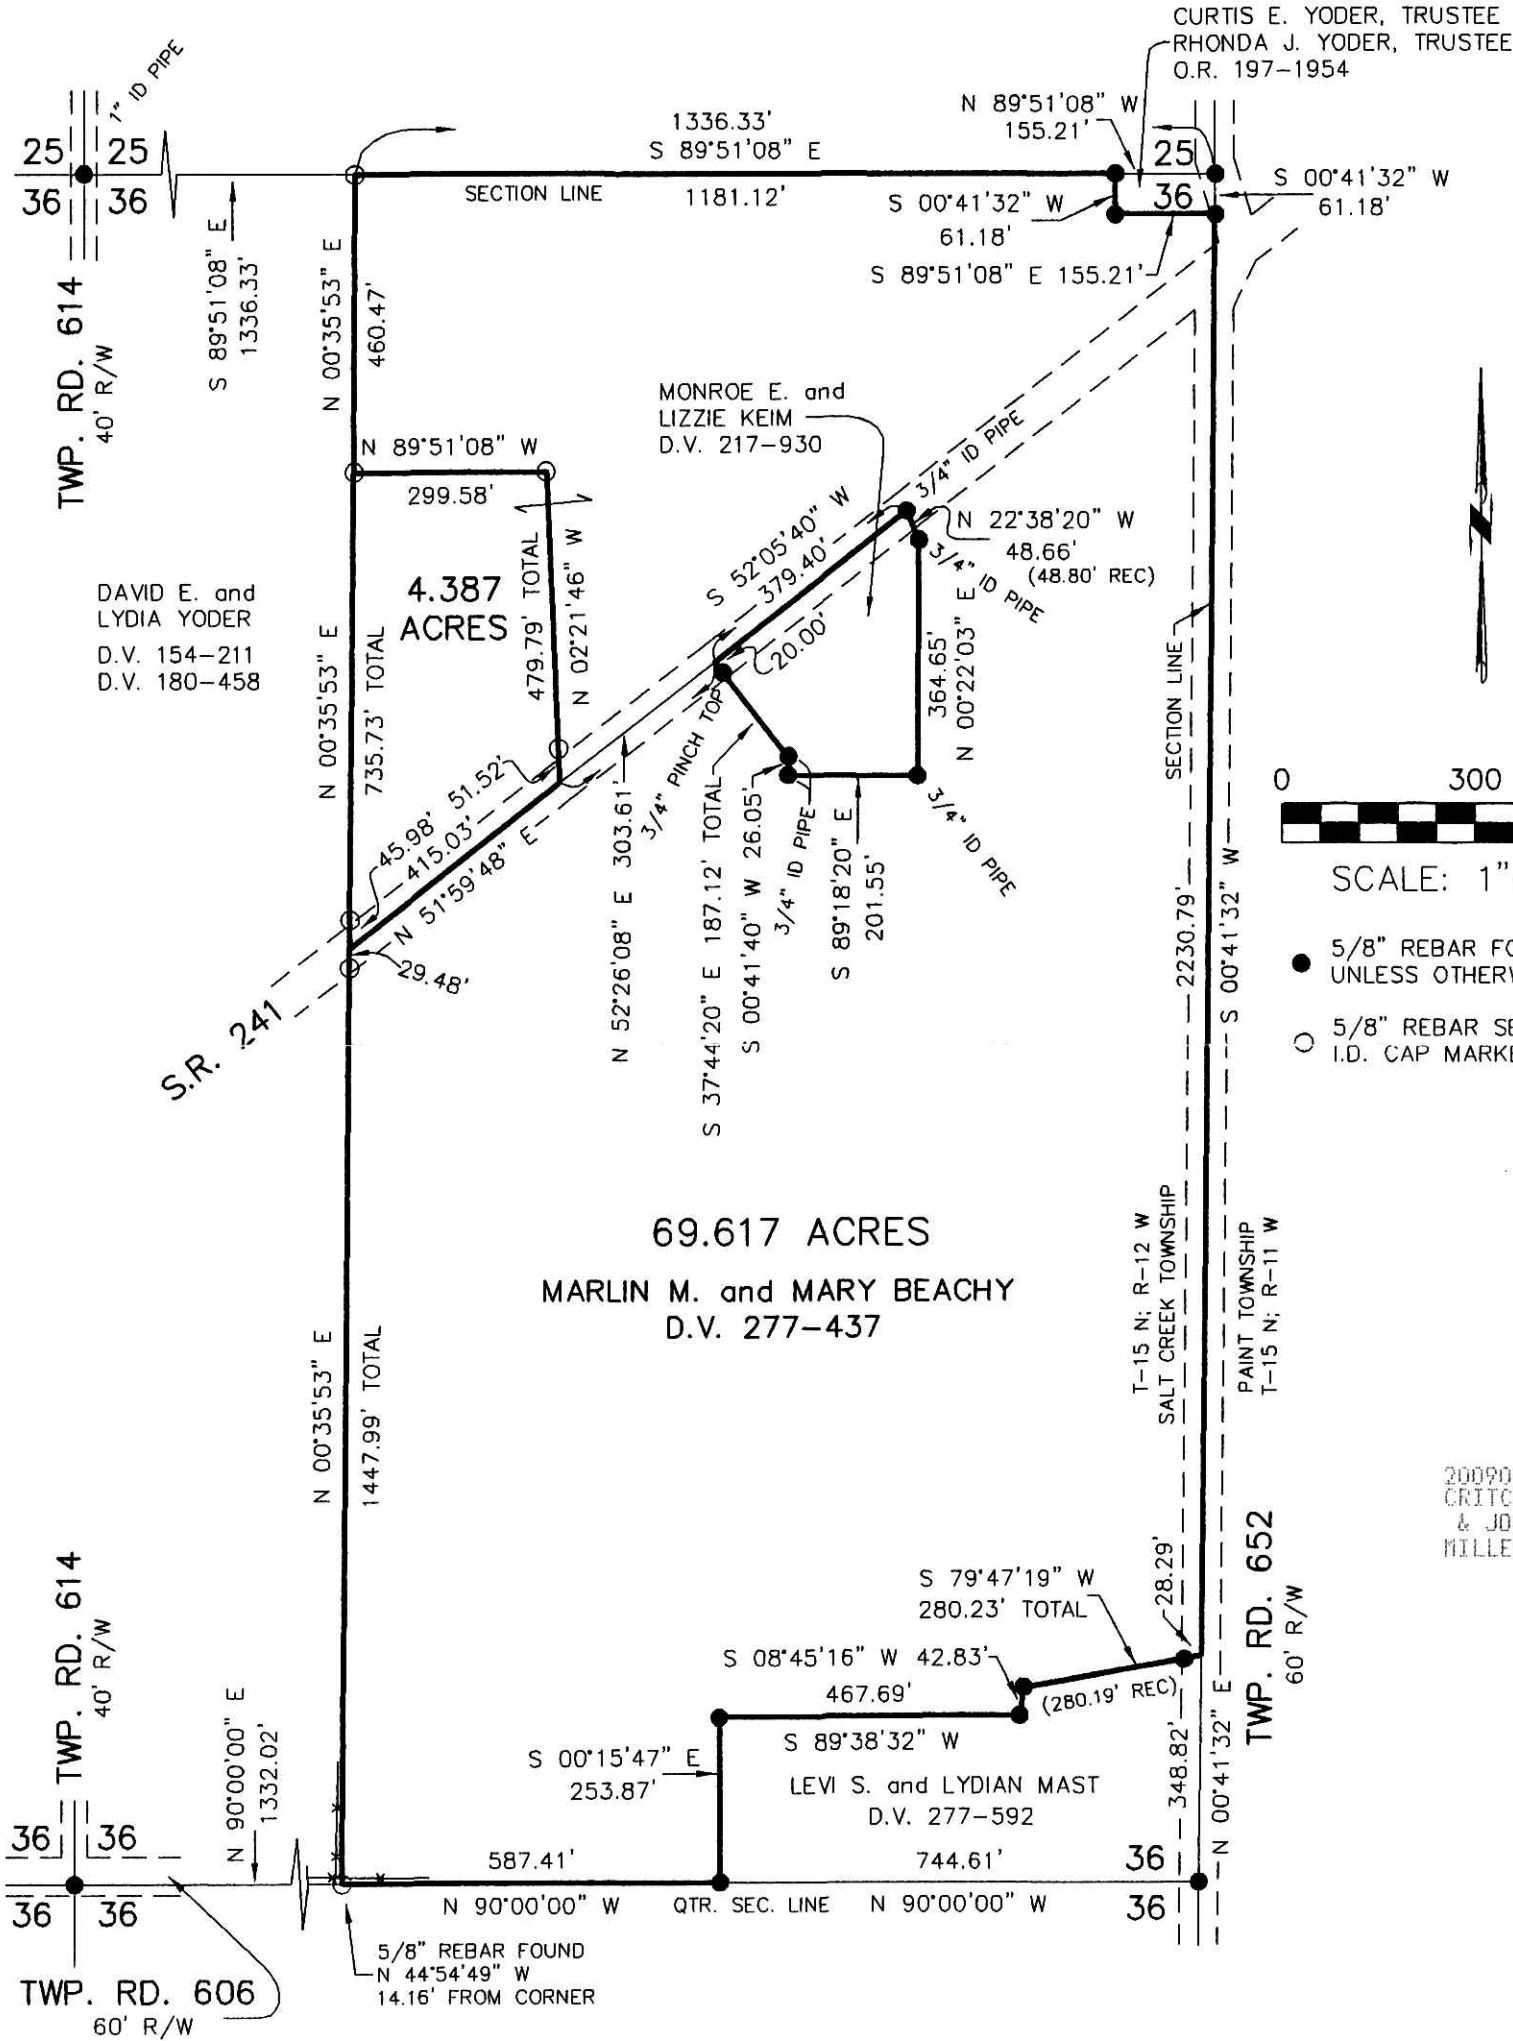 CURTIS E. YODER, TRUSTEE
RHONDA J. YODER, TRUSTEE
O.R. 197-1954
1" ID PIPE
25 25
36 36
1336.33'
S 89°51'08" E
SECTION LINE
1181.12'
N 89°51'08" W
155.21'
25
36
S 00°41'32" W
61.18'
S 00°41'32" W
61.18'
S 89°51'08" E 155.21'
TWP. RD. 614
40' R/W
S 89°51'08" E
1336.33'
N 00°35'53" E
460.47'
MONROE E. and
LIZZIE KEIM
D.V. 217-930
N 89°51'08" W
299.58'
3/4" ID PIPE
S 52°05'40" W
379.40'
N 22°38'20" W
48.66'
(48.80' REC)
3/4" ID PIPE
DAVID E. and
LYDIA YODER
D.V. 154-211
D.V. 180-458
4.387
ACRES
479.79' TOTAL
N 02°21'46" W
20.00'
364.65'
N 00°22'03" E
SECTION LINE
N 00°35'53" E
735.73' TOTAL
51.52'
45.98'
415.03'
N 51°59'48" E
29.48'
S.R. 241
N 52°26'08" E 303.61'
3/4" PINCH TOP
S 37°44'20" E 187.12' TOTAL
S 00°41'40" W 26.05'
3/4" ID PIPE
S 89°18'20" E
201.55'
3/4" ID PIPE
2230.79'
S 00°41'32" W
0 300
SCALE: 1"
5/8" REBAR
UNLESS
5/8" REBAR
I.D. CAP
69.617 ACRES
MARLIN M. and MARY BEACHY
D.V. 277-437
T-15 N; R-12 W
SALT CREEK TOWNSHIP
PAINT TOWNSHIP
T-15 N; R-11 W
N 00°35'53" E
1447.99' TOTAL
20090
CRITC
& JO
MILLE
TWP. RD. 614
40' R/W
S 79°47'19" W
280.23' TOTAL
28.29'
TWP. RD. 652
60' R/W
S 08°45'16" W 42.83'
(280.19' REC)
467.69'
S 89°38'32" W
S 00°15'47" E
253.87'
LEVI S. and LYDIAN MAST
D.V. 277-592
348.82'
N 00°41'32" E
N 90°00'00" E
1332.02'
36 36
36 36
587.41'
N 90°00'00" W
QTR. SEC. LINE
744.61'
N 90°00'00" W
36
36
5/8" REBAR FOUND
N 44°54'49" W
14.16' FROM CORNER
TWP. RD. 606
60' R/W